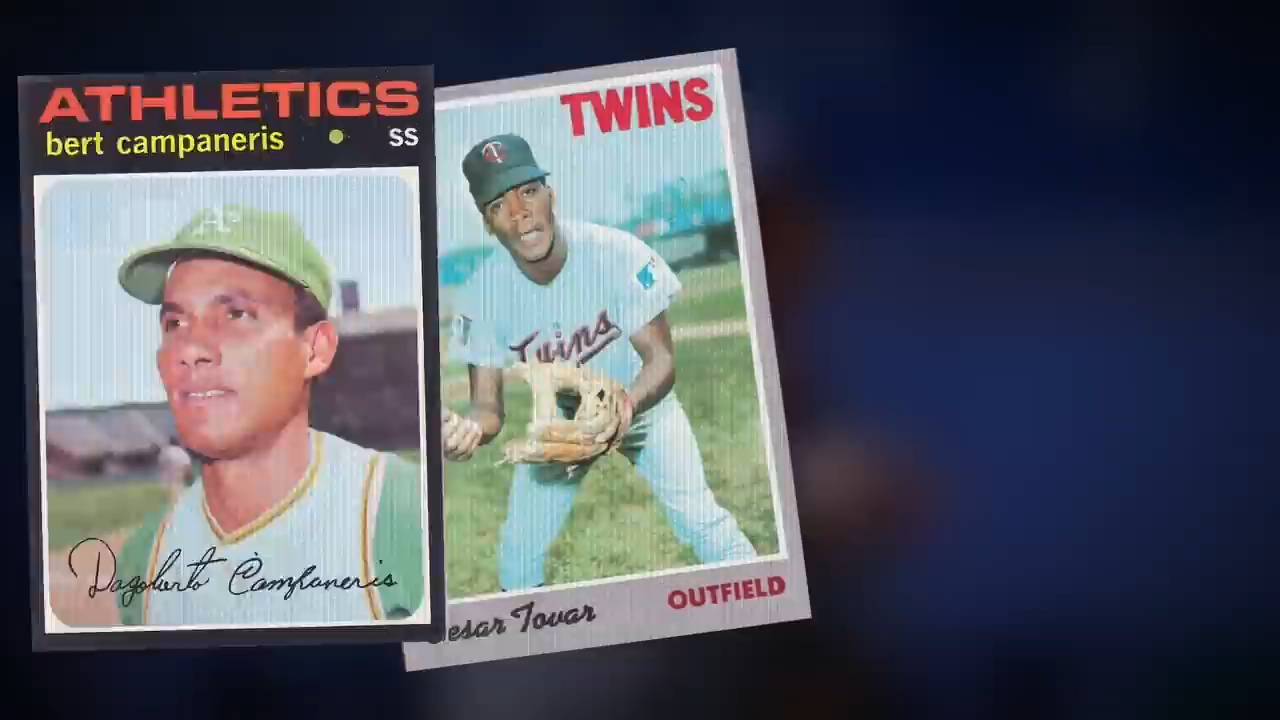 ATHLETICS
bert campaneris • SS
A's
Dagoberto Campaneris
TWINS
Twins
esar Tovar
OUTFIELD